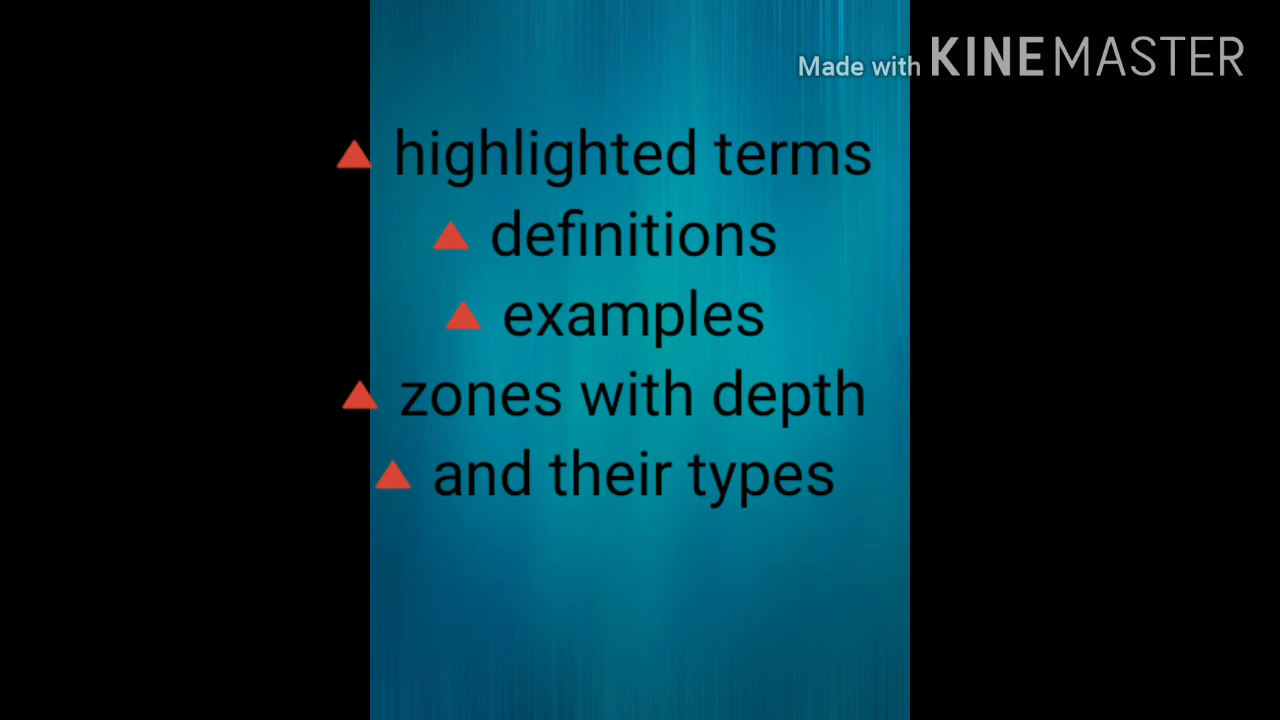 Made with KINEMASTER
🔺 highlighted terms
🔺 definitions
🔺 examples
🔺 zones with depth
🔺 and their types